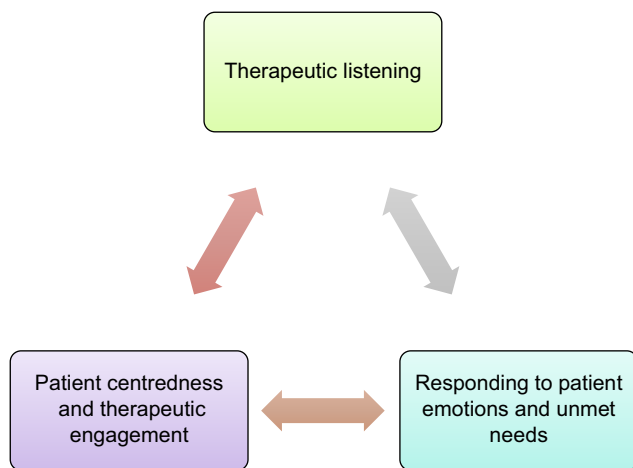 Therapeutic listening
Patient centredness
and therapeutic
engagement
Responding to patient
emotions and unmet
needs